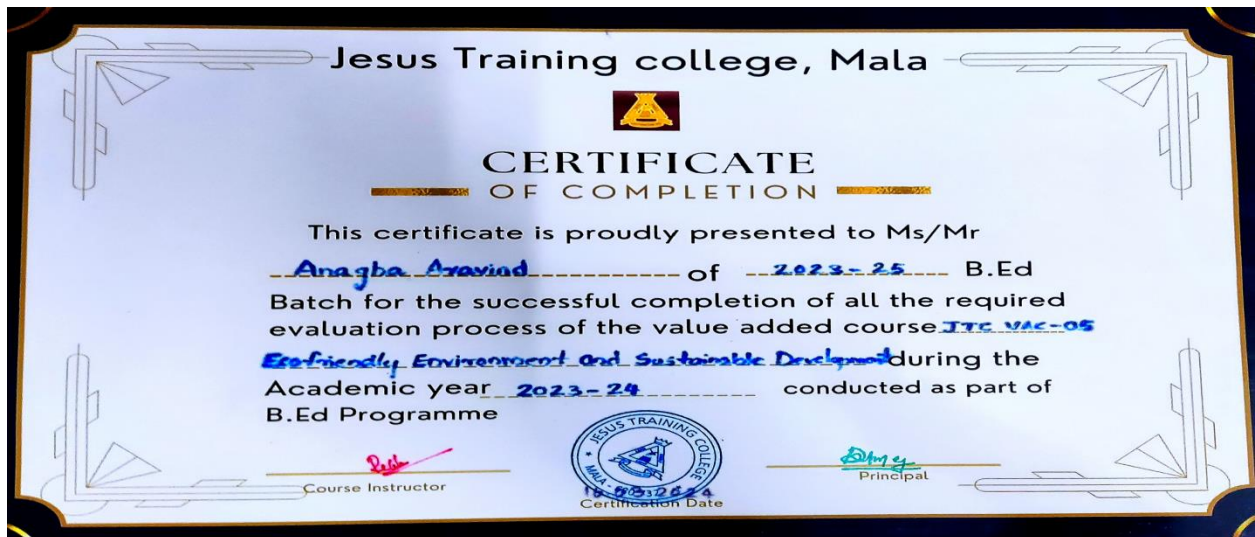 Jesus Training college, Mala
CERTIFICATE
OF COMPLETION
This certificate is proudly presented to Ms/Mr
Anagha Aravind of 2023-25 B.Ed
Batch for the successful completion of all the required
evaluation process of the value added course JTC VAC-05
Eco-friendly Environment and Sustainable Development during the
Academic year 2023-24 conducted as part of
B.Ed Programme
JESUS TRAINING COLLEGE
MALA
Course Instructor
Certification Date
Principal